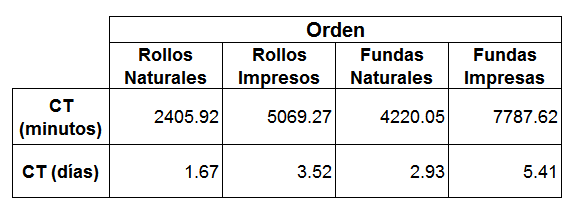 Orden
Rollos Naturales Rollos Impresos Fundas Naturales Fundas Impresas
CT (minutos) 2405.92 5069.27 4220.05 7787.62
CT (días) 1.67 3.52 2.93 5.41